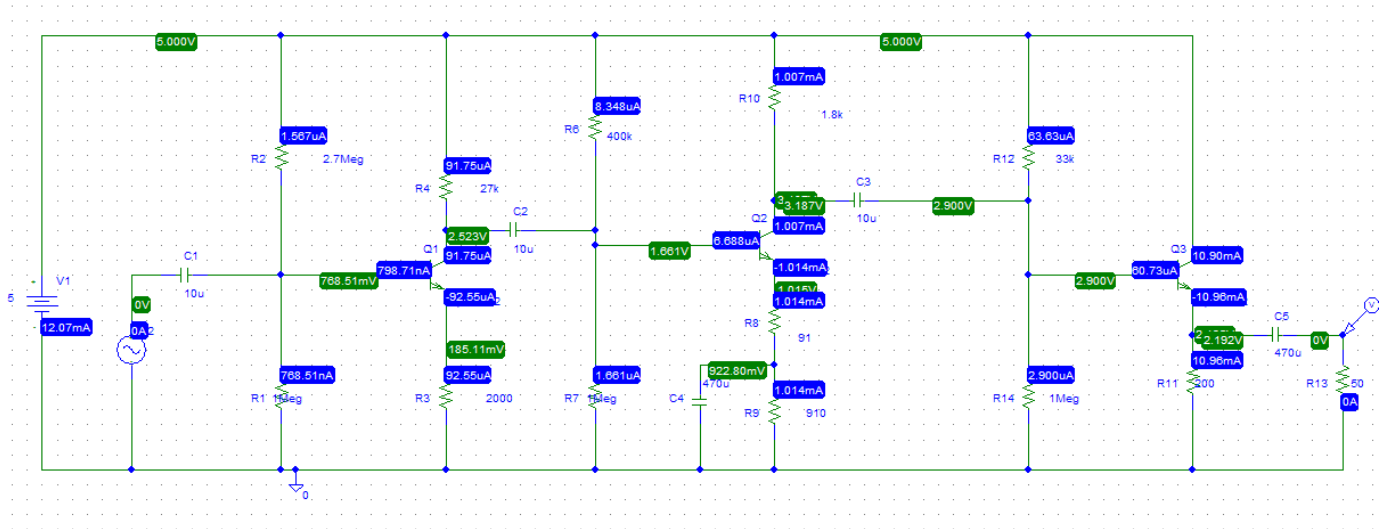 5.000V
5.000V
1.007mA
R10
1.8k
8.348uA
R6
400k
1.567uA
R2
2.7Meg
63.63uA
R12
33k
91.75uA
R4
27k
C3
10u
3.187V
2.900V
C2
10u
Q2
1.007mA
2.523V
6.688uA
1.661V
Q1
91.75uA
Q3
10.90mA
C1
10u
798.71nA
768.51mV
-1.014mA
60.73uA
2.900V
V1
5
-92.55uA
1.015V
1.014mA
-10.96mA
V
0V
12.07mA
0A
R8
91
C5
470u
2.192V
0V
185.11mV
10.96mA
922.80mV
768.51nA
92.55uA
1.661uA
470u
1.014mA
2.900uA
R11
200
R13
50
R1
1Meg
R3
2000
R7
1Meg
C4
R9
910
R14
1Meg
0A
0